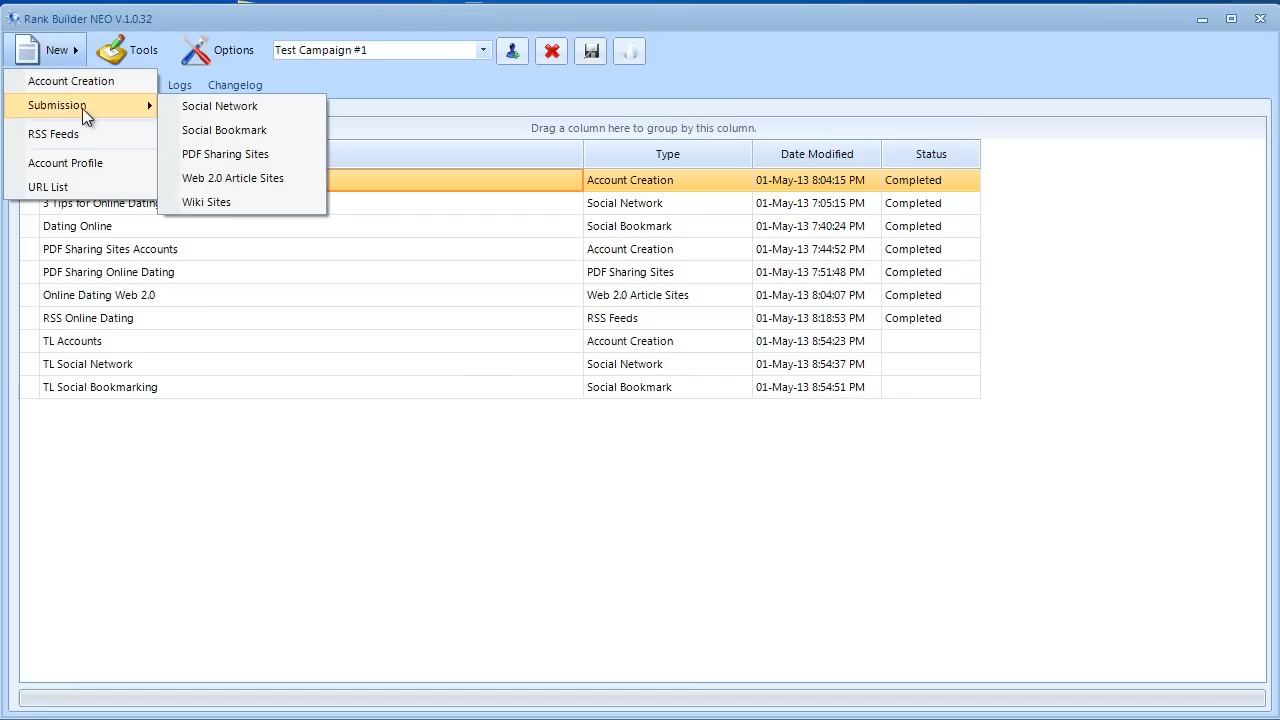 Rank Builder NEO V.1.0.32
New Tools Options Test Campaign #1
Account Creation
Submission
RSS Feeds
Account Profile
URL List
Logs Changelog
Social Network
Social Bookmark
PDF Sharing Sites
Web 2.0 Article Sites
Wiki Sites
Drag a column here to group by this column.
Type Date Modified Status
Account Creation 01-May-13 8:04:15 PM Completed
3 Tips for Online Dating Social Network 01-May-13 7:05:15 PM Completed
Dating Online Social Bookmark 01-May-13 7:40:24 PM Completed
PDF Sharing Sites Accounts Account Creation 01-May-13 7:44:52 PM Completed
PDF Sharing Online Dating PDF Sharing Sites 01-May-13 7:51:48 PM Completed
Online Dating Web 2.0 Web 2.0 Article Sites 01-May-13 8:04:07 PM Completed
RSS Online Dating RSS Feeds 01-May-13 8:18:53 PM Completed
TL Accounts Account Creation 01-May-13 8:54:23 PM
TL Social Network Social Network 01-May-13 8:54:37 PM
TL Social Bookmarking Social Bookmark 01-May-13 8:54:51 PM